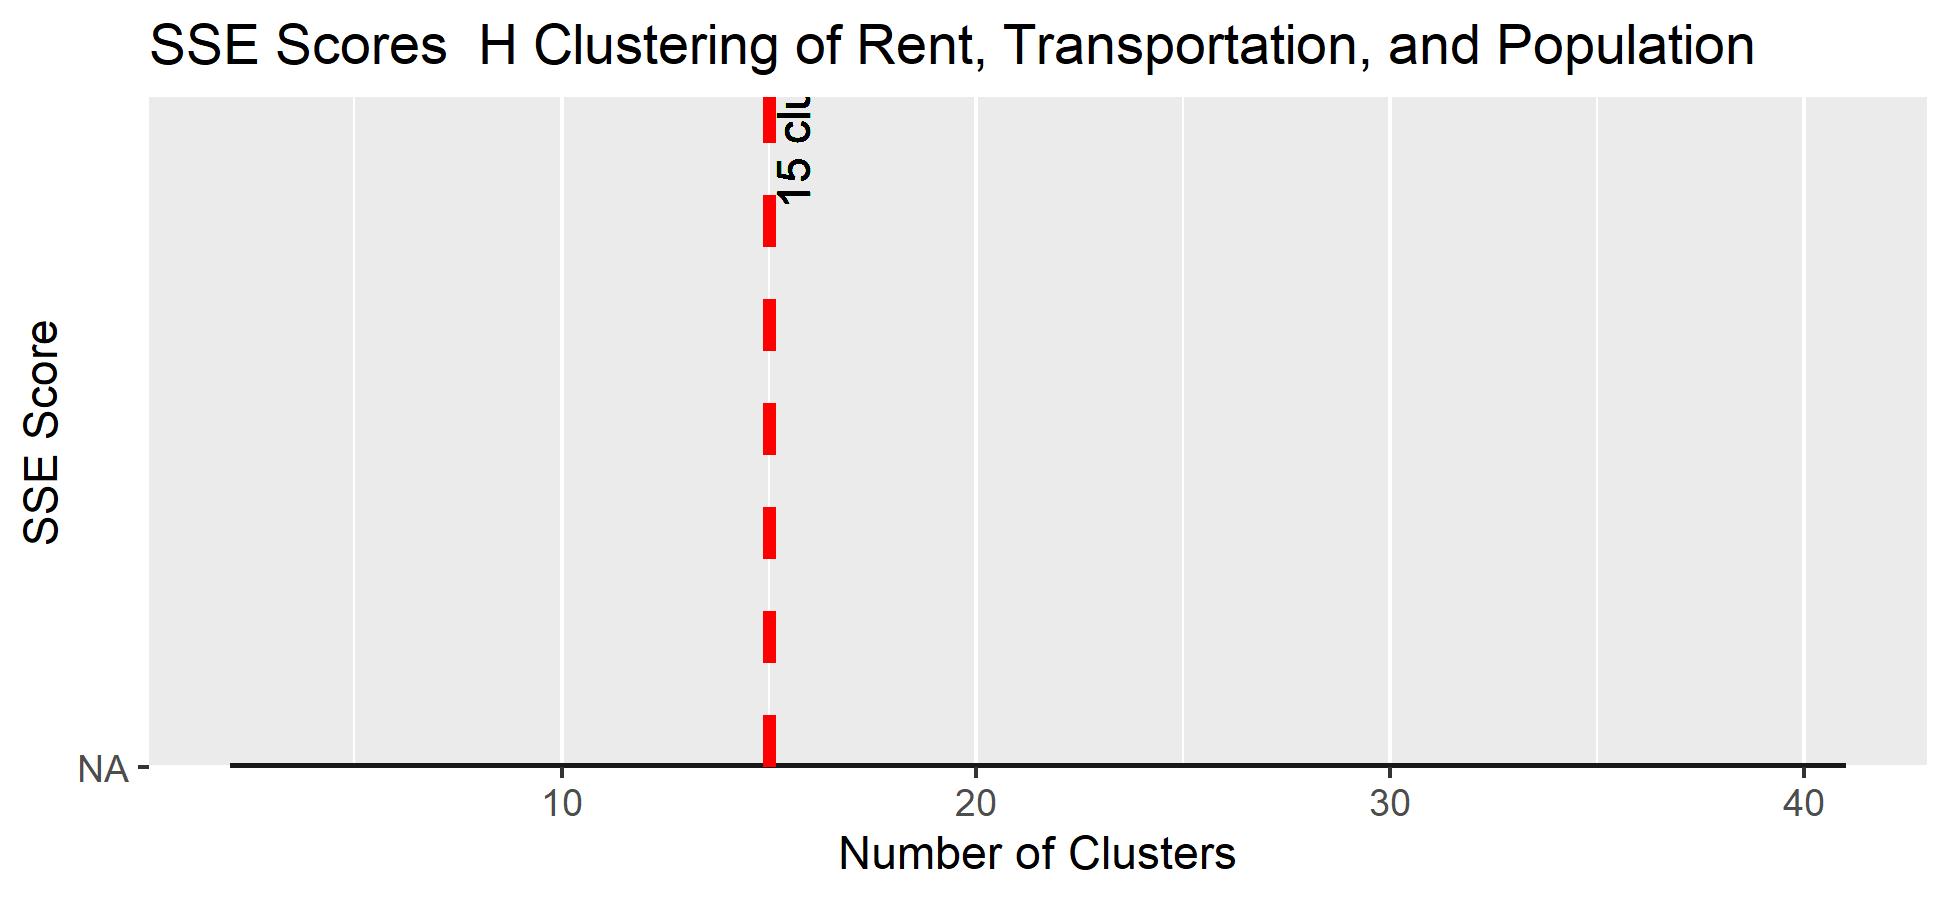 SSE Scores  H Clustering of Rent, Transportation, and Population
15 clu
SSE Score
NA
10 20 30 40
Number of Clusters